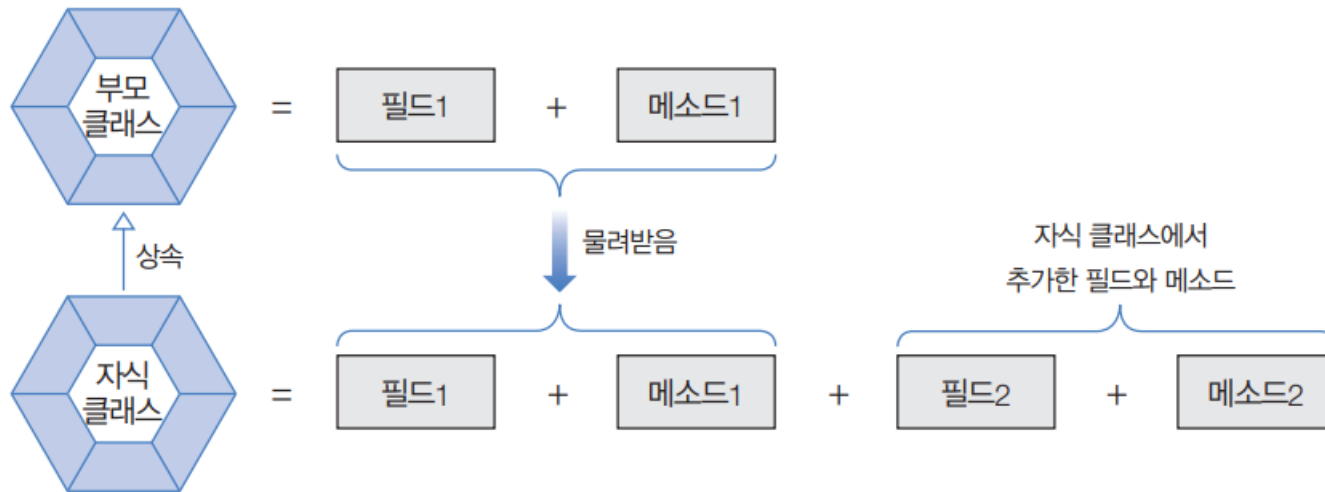 부모
클래스
=
필드1
+
메소드1
상속
물려받음
자식 클래스에서
추가한 필드와 메소드
자식
클래스
=
필드1
+
메소드1
+
필드2
+
메소드2